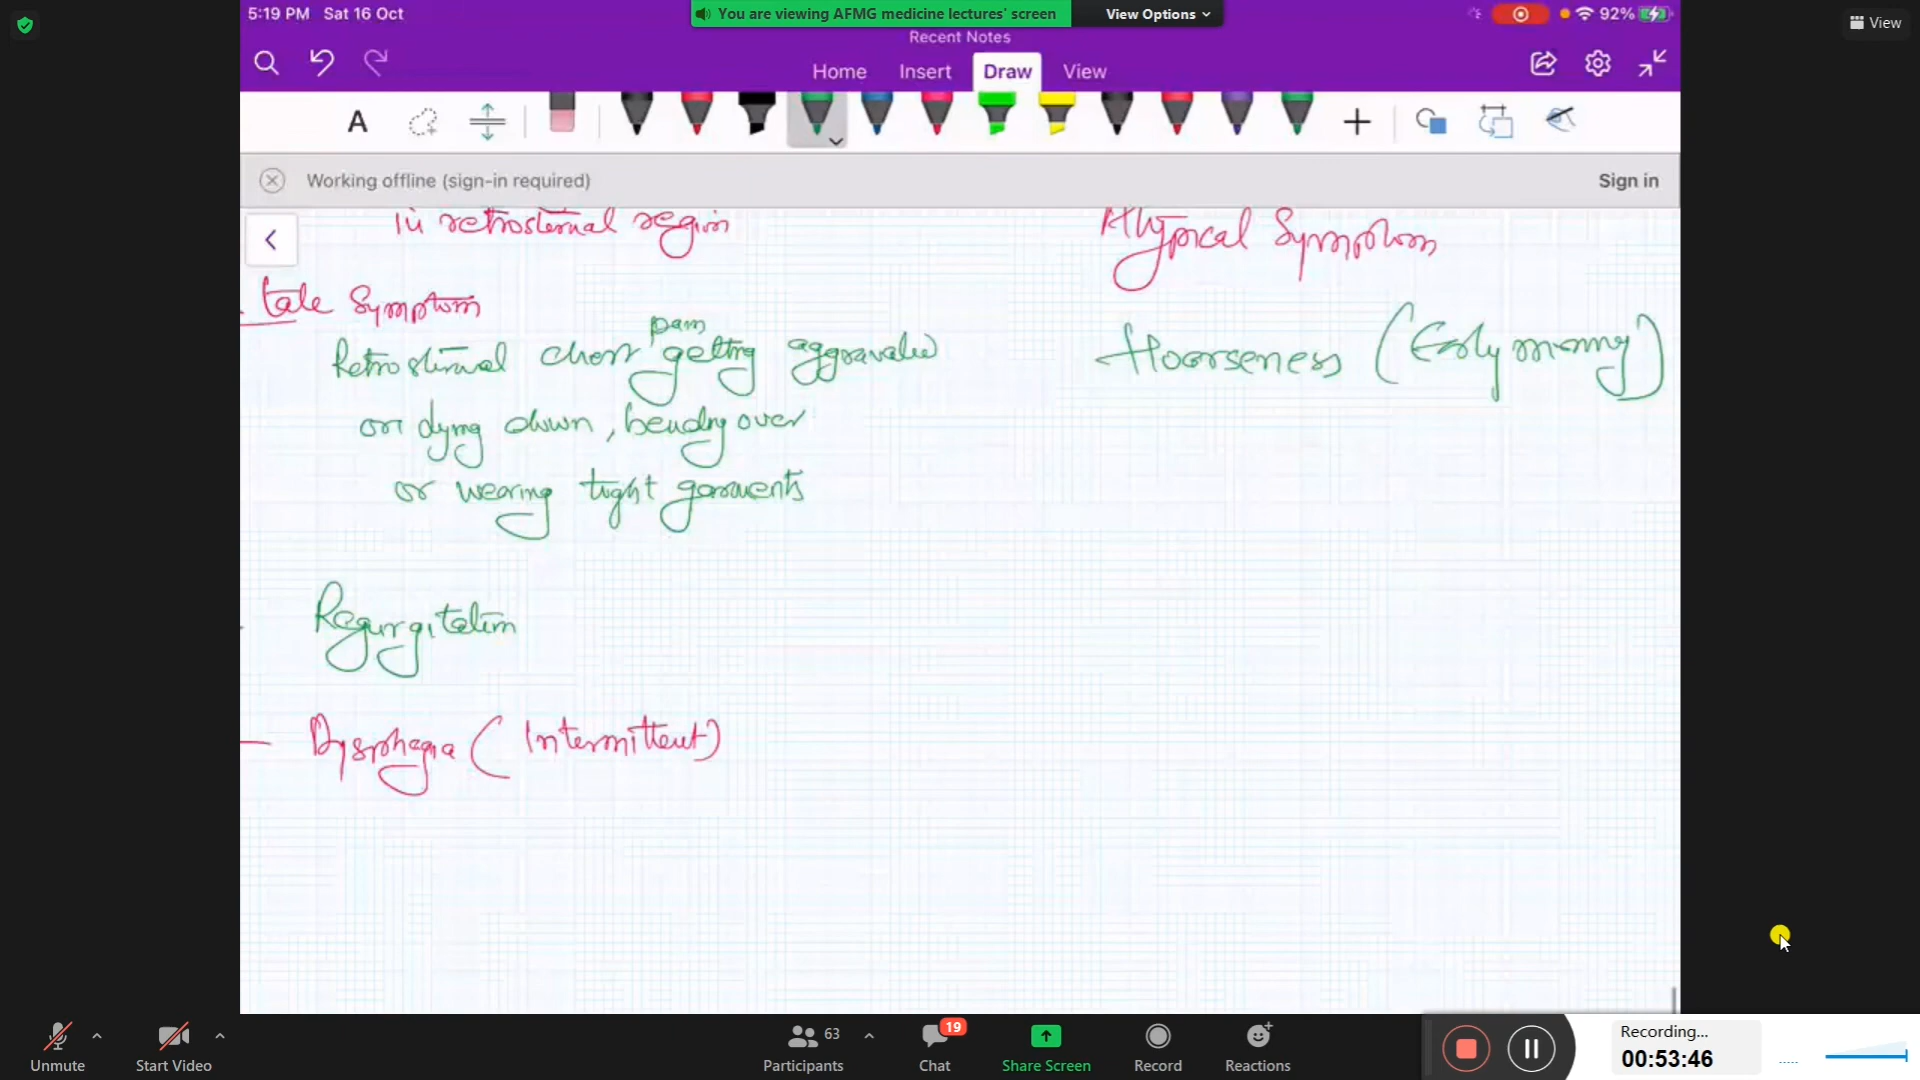 5:19 PM Sat 16 Oct
You are viewing AFMG medicine lectures' screen
View Options
92%
View
Recent Notes
Home Insert Draw View
A
Working offline (sign-in required)
Sign in
in retrosternal region
late Symptom
Retrosternal chest pain getting aggravated
on lying down, bending over
or wearing tight garments
Regurgitation
Dysphagia (Intermittent)
Atypical Symptom
Hoarseness (Early morning)
Unmute
Start Video
Participants 63
Chat 19
Share Screen
Record
Reactions
Recording...
00:53:46